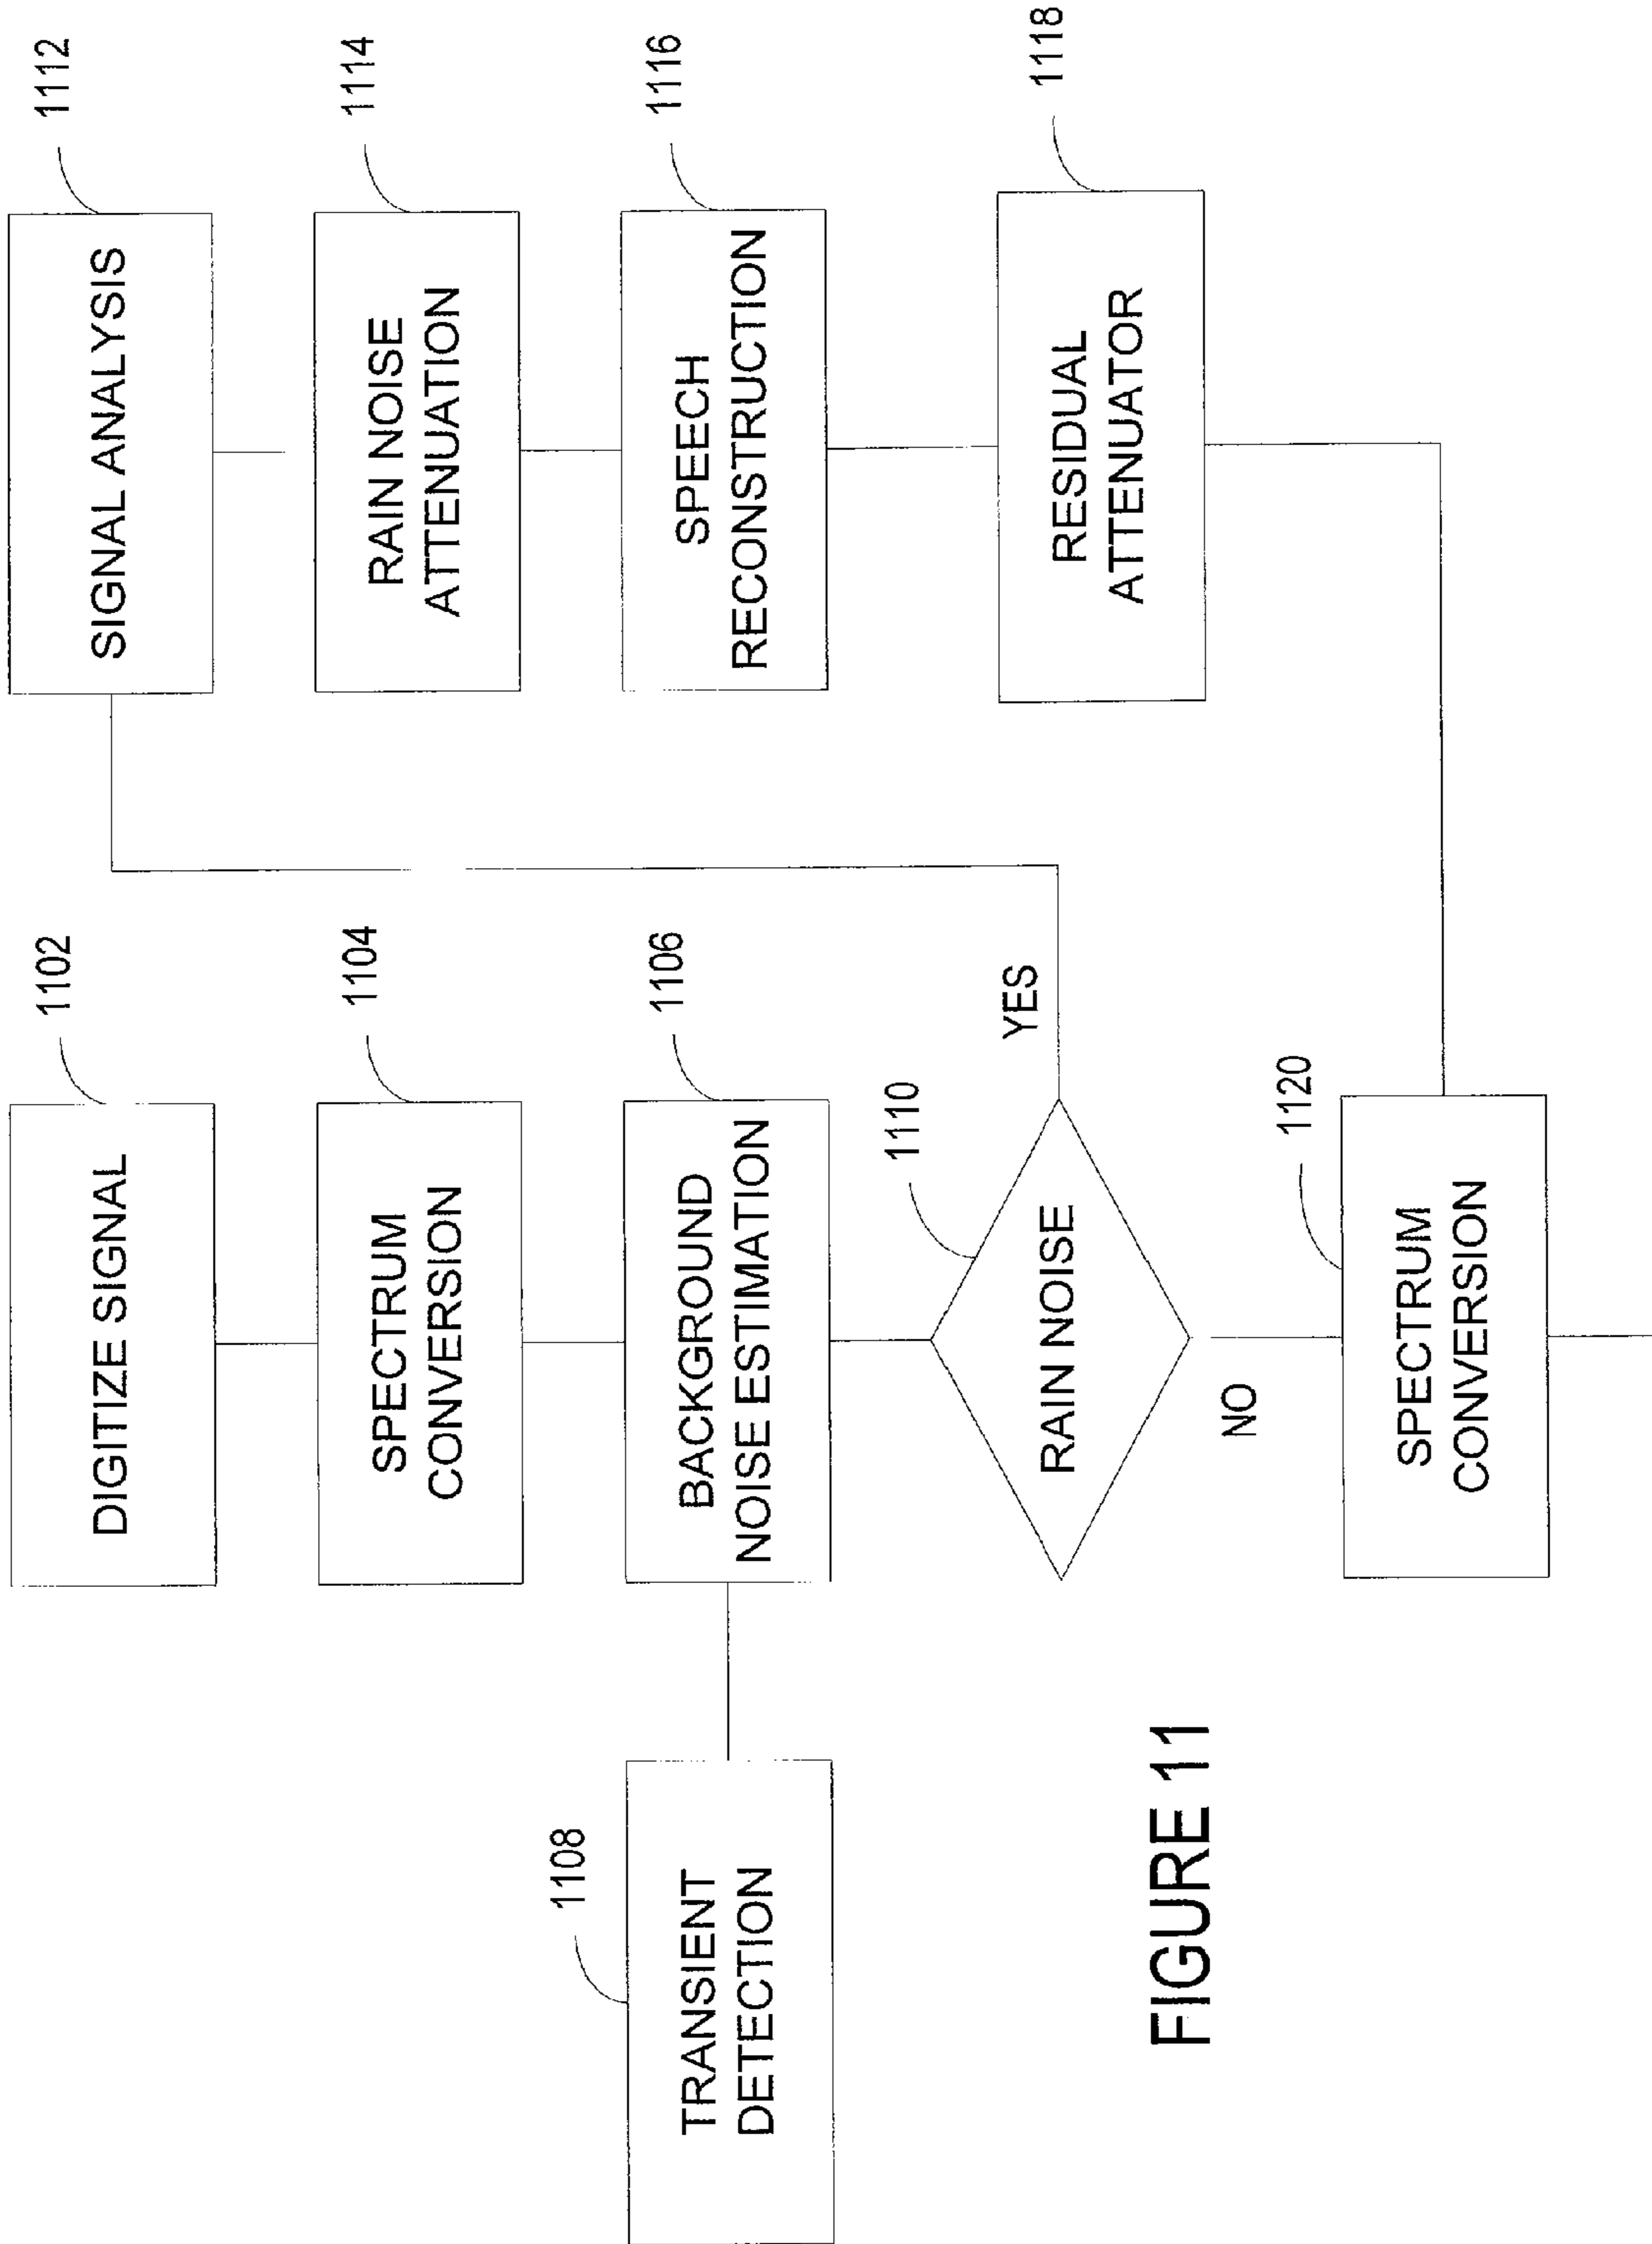 1102
DIGITIZE SIGNAL
1104
SPECTRUM
CONVERSION
1106
BACKGROUND
NOISE ESTIMATION
1108
TRANSIENT
DETECTION
1110
RAIN NOISE
YES
NO
1112
SIGNAL ANALYSIS
1114
RAIN NOISE
ATTENUATION
1116
SPEECH
RECONSTRUCTION
1118
RESIDUAL
ATTENUATOR
1120
SPECTRUM
CONVERSION
FIGURE 11